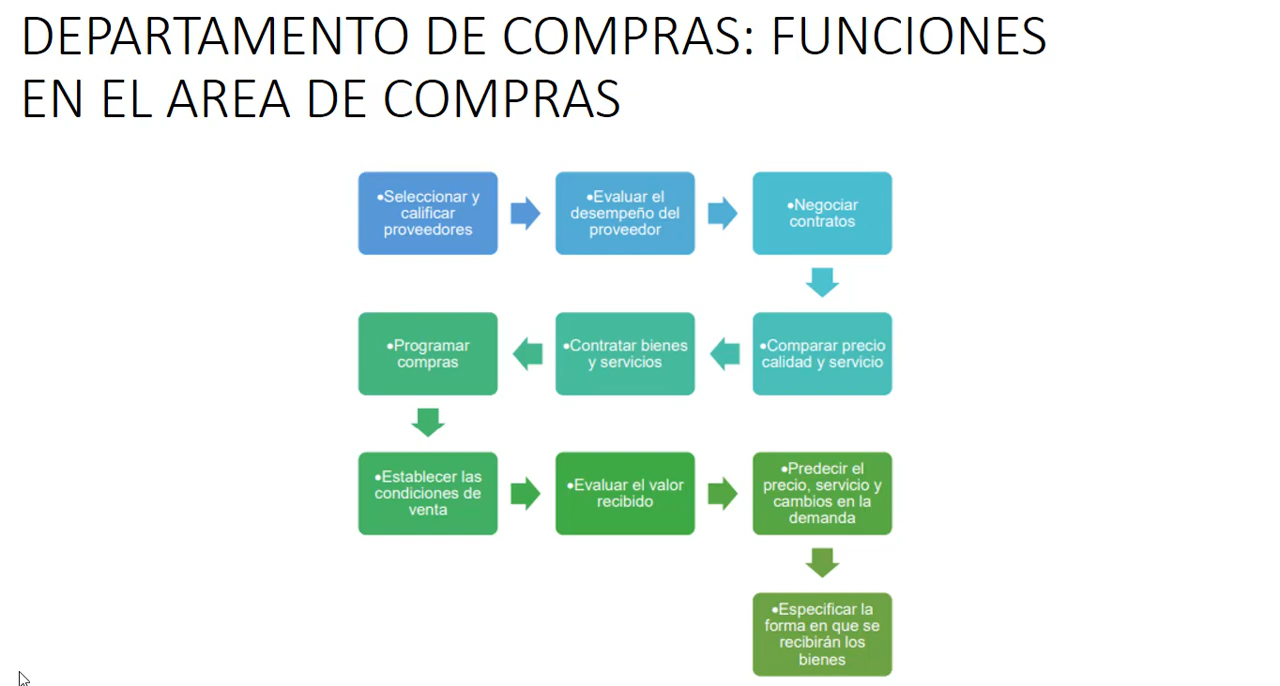 DEPARTAMENTO DE COMPRAS: FUNCIONES
EN EL AREA DE COMPRAS
•Seleccionar y
calificar
proveedores
•Evaluar el
desempeño del
proveedor
•Negociar
contratos
•Comparar precio
calidad y servicio
•Contratar bienes
y servicios
•Programar
compras
•Establecer las
condiciones de
venta
•Evaluar el valor
recibido
•Predecir el
precio, servicio y
cambios en la
demanda
•Especificar la
forma en que se
recibirán los
bienes